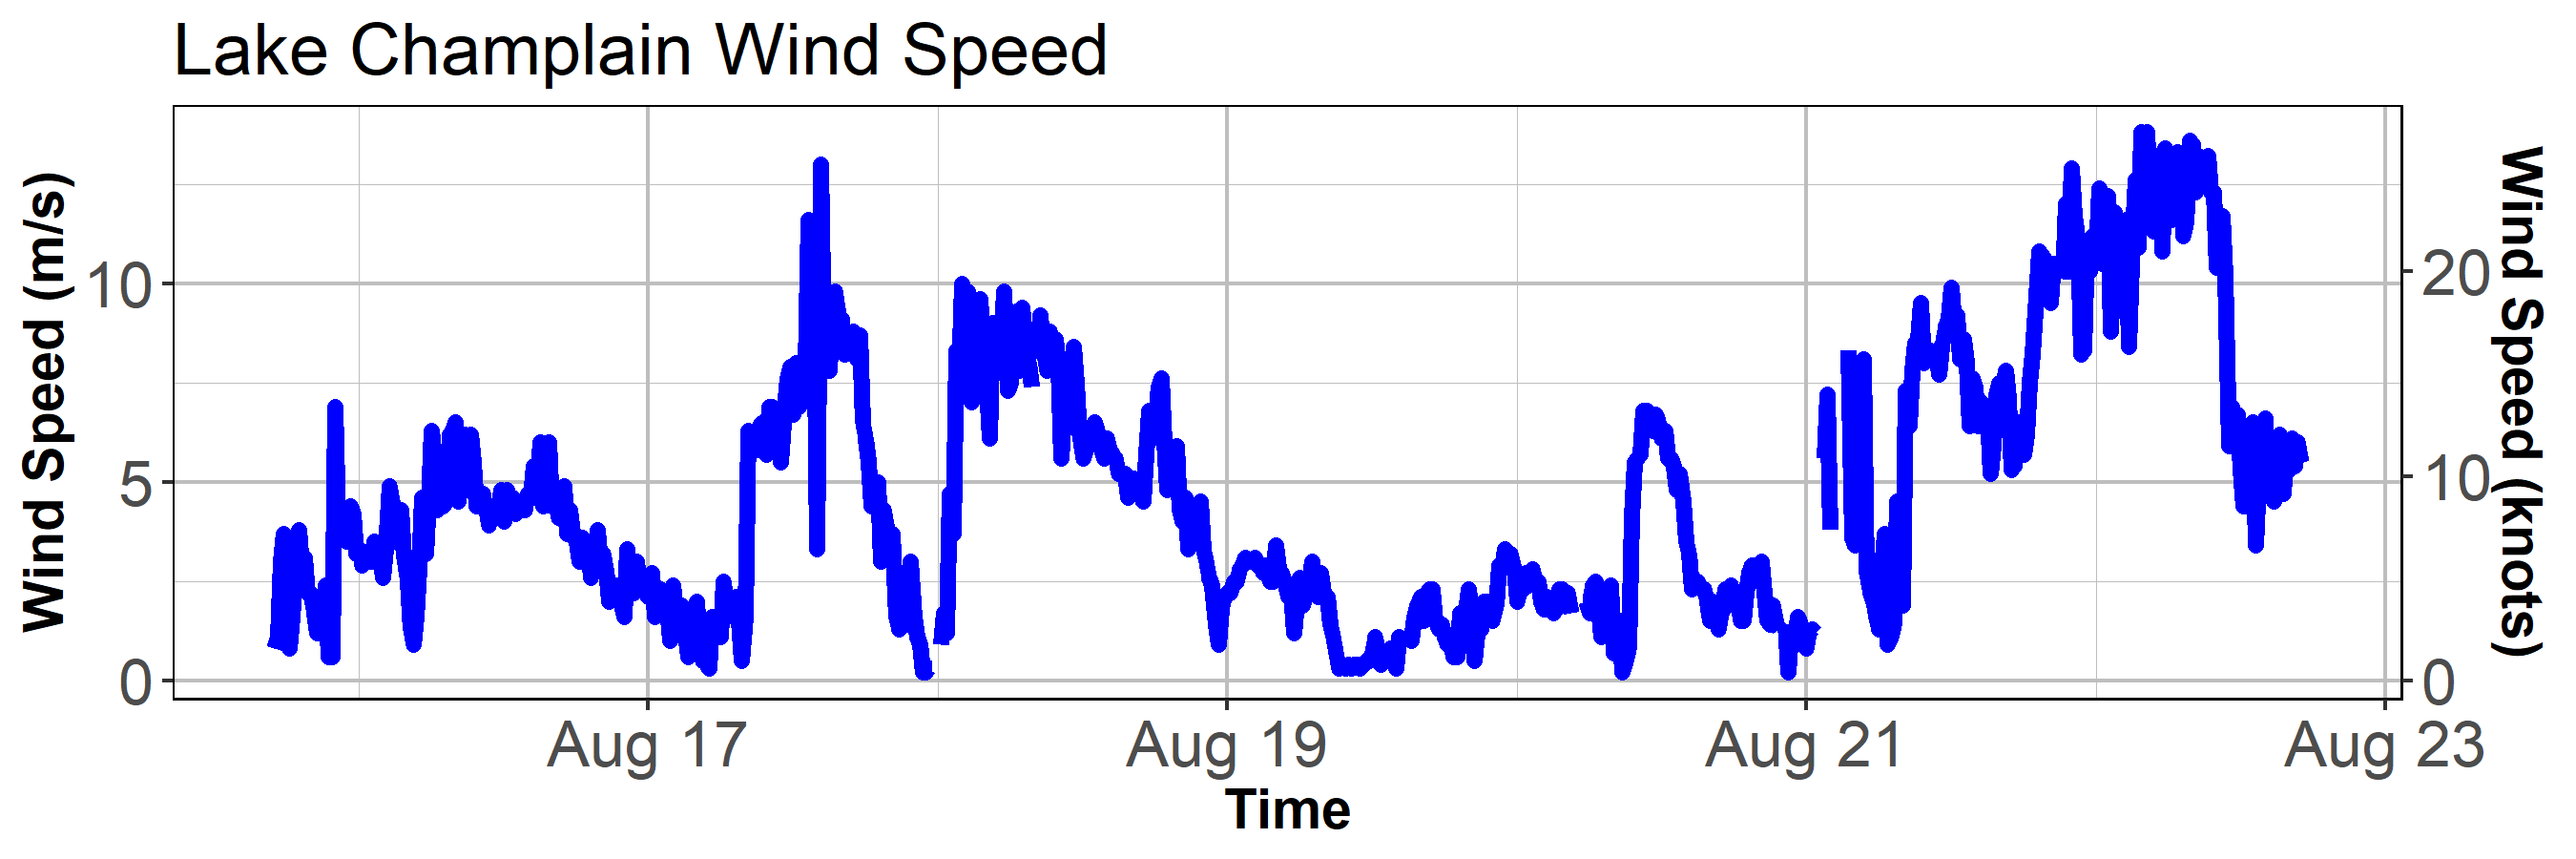 Lake Champlain Wind Speed
Wind Speed (m/s)
10
5
0
20
10
0
Wind Speed (knots)
Aug 17 Aug 19 Aug 21 Aug 23
Time